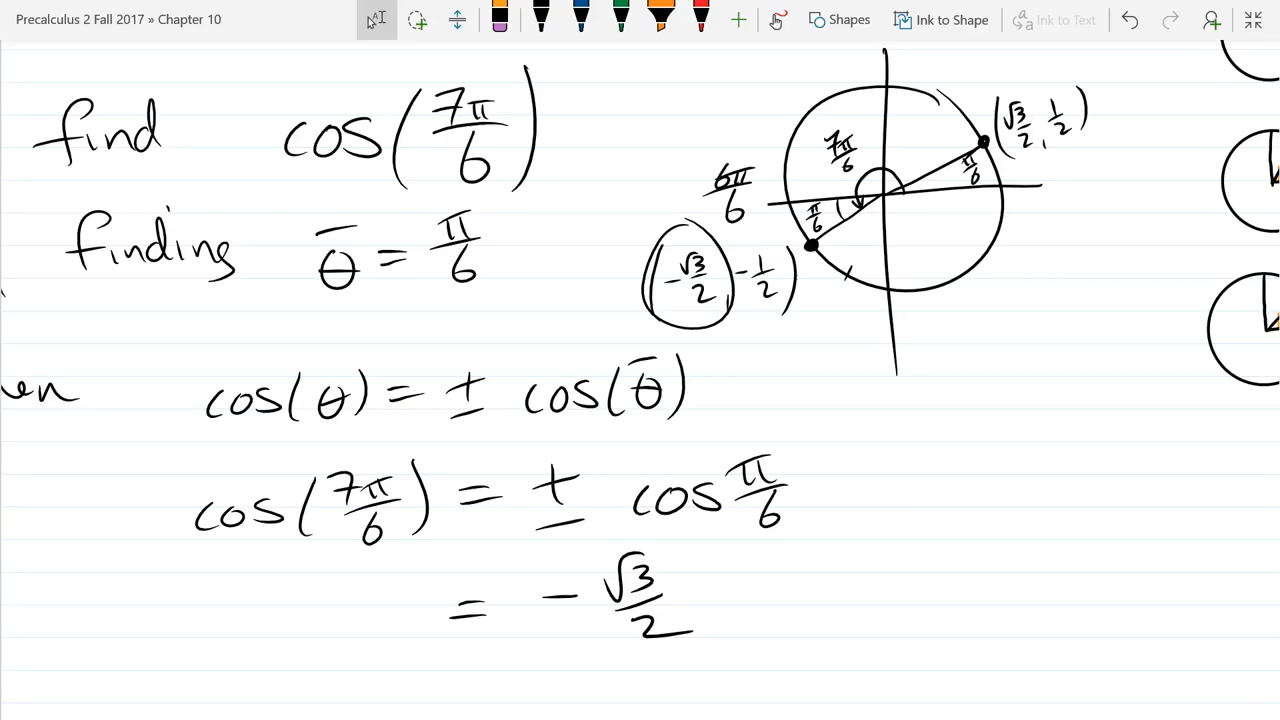 Precalculus 2 Fall 2017 » Chapter 10
Shapes
Ink to Shape
Ink to Text
find cos(7π/6)
finding θ̅ = π/6
cos(θ) = ± cos(θ̅)
cos(7π/6) = ± cos π/6
= - √3/2
(√3/2, 1/2)
7π/6
π/6
6π/6
π/6
(-√3/2 -1/2)